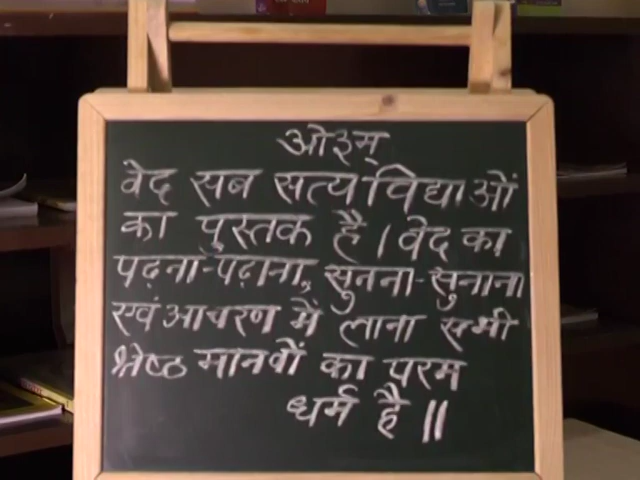 ओ३म्
वेद सब सत्य विद्याओं
का पुस्तक है। वेद का
पढ़ना-पढ़ाना, सुनना-सुनाना
एवं आचरण में लाना सभी
श्रेष्ठ मानवों का परम
धर्म है॥